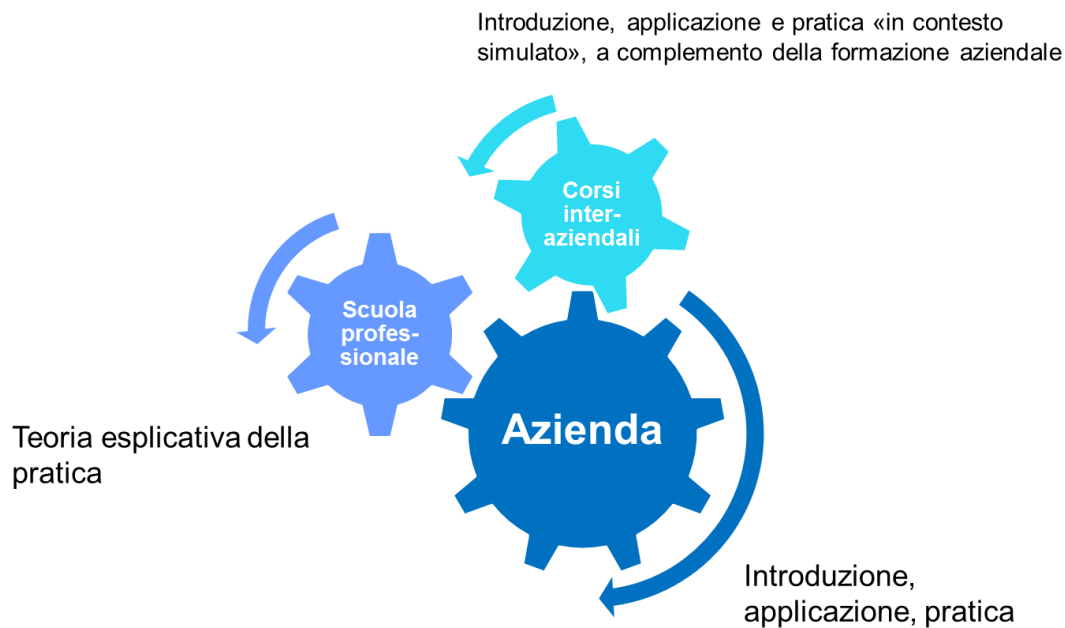 Introduzione, applicazione e pratica «in contesto
simulato», a complemento della formazione aziendale
Corsi
inter-
aziendali
Scuola
profes-
sionale
Azienda
Teoria esplicativa della
pratica
Introduzione,
applicazione, pratica